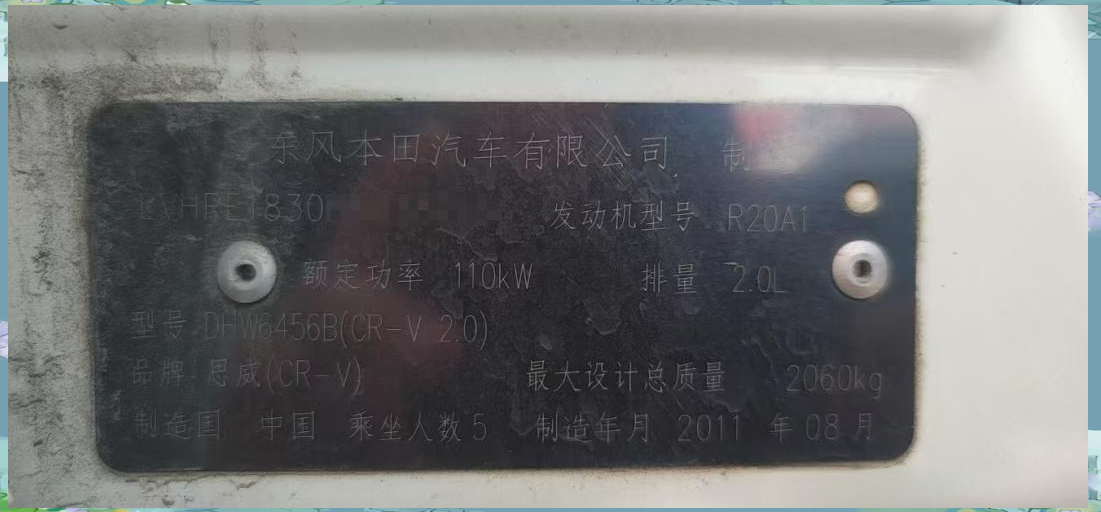 东风本田汽车有限公司 制
LVHRE1830 发动机型号 R20A1
额定功率 110kW 排量 2.0L
型号 DHW6456B(CR-V 2.0)
品牌 思威(CR-V) 最大设计总质量 2060kg
制造国 中国 乘坐人数 5 制造年月 2011 年 08 月